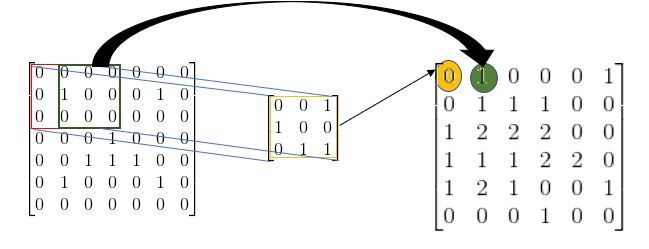 0 0 0 0 0 0 0
0 1 0 0 0 1 0
0 0 0 0 0 0 0
0 0 0 1 0 0 0
0 0 1 1 1 0 0
0 1 0 0 0 1 0
0 0 0 0 0 0 0
0 0 1
1 0 0
0 1 1
0 1 0 0 0 1
0 1 1 1 0 0
1 2 2 2 0 0
1 1 1 2 2 0
1 2 1 0 0 1
0 0 0 1 0 0